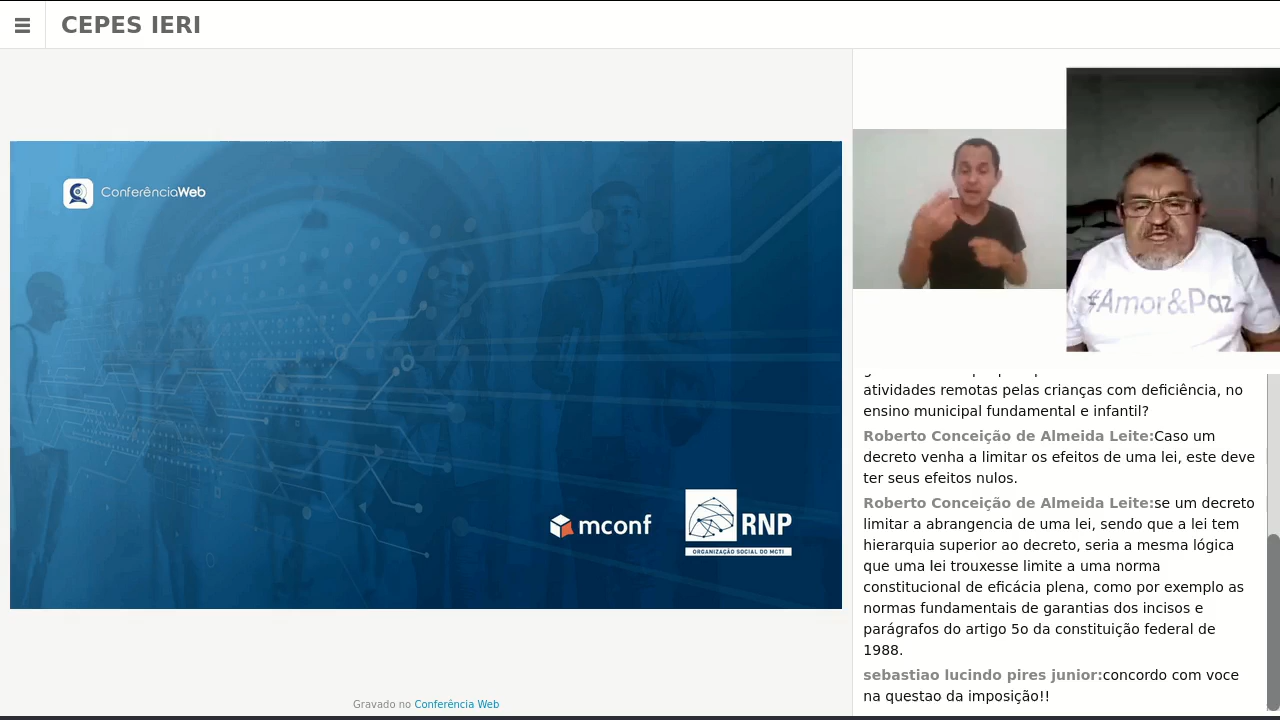 CEPES IERI
ConferênciaWeb
mconf
RNP
ORGANIZAÇÃO SOCIAL DO MCTI
Gravado no Conferência Web
#Amor&Paz
atividades remotas pelas crianças com deficiência, no
ensino municipal fundamental e infantil?
Roberto Conceição de Almeida Leite:Caso um
decreto venha a limitar os efeitos de uma lei, este deve
ter seus efeitos nulos.
Roberto Conceição de Almeida Leite:se um decreto
limitar a abrangencia de uma lei, sendo que a lei tem
hierarquia superior ao decreto, seria a mesma lógica
que uma lei trouxesse limite a uma norma
constitucional de eficácia plena, como por exemplo as
normas fundamentais de garantias dos incisos e
parágrafos do artigo 5o da constituição federal de
1988.
sebastiao lucindo pires junior:concordo com voce
na questao da imposição!!